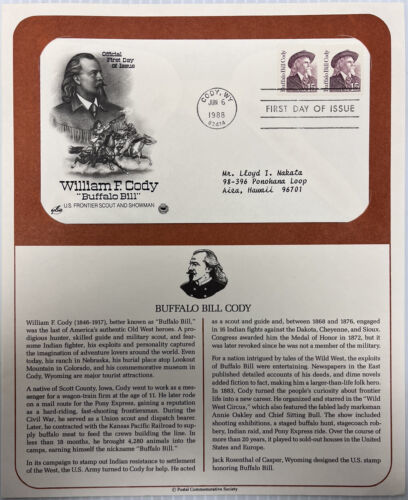 Official
First Day
of Issue
William F. Cody
"Buffalo Bill"
U.S. FRONTIER SCOUT AND SHOWMAN
CODY, WY
JUN 6
1988
82414
Buffalo Bill Cody
Buffalo Bill Cody
FIRST DAY OF ISSUE
Mr. Lloyd I. Nakata
98-396 Ponohana Loop
Aiea, Hawaii 96701
BUFFALO BILL CODY
William F. Cody (1846-1917), better known as "Buffalo Bill,"
was the last of America's authentic Old West heroes. A pro-
digious hunter, skilled guide and military scout, and fear-
some Indian fighter, his exploits and personality captured
the imagination of adventure lovers around the world. Even
today, his ranch in Nebraska, his burial place atop Lookout
Mountain in Colorado, and his commemorative museum in
Cody, Wyoming are major tourist attractions.
A native of Scott County, Iowa, Cody went to work as a mes-
senger for a wagon-train firm at the age of 11. He later rode
on a mail route for the Pony Express, gaining a reputation
as a hard-riding, fast-shooting frontiersman. During the
Civil War, he served as a Union scout and dispatch bearer.
Later, he contracted with the Kansas Pacific Railroad to sup-
ply buffalo meat to feed the crews building the line. In
less than 18 months, he brought 4,280 animals into the
camps, earning himself the nickname "Buffalo Bill."
In its campaign to stamp out Indian resistance to settlement
of the West, the U.S. Army turned to Cody for help. He acted
as a scout and guide and, between 1868 and 1876, engaged
in 16 Indian fights against the Dakota, Cheyenne, and Sioux.
Congress awarded him the Medal of Honor in 1872, but it
was later revoked since he was not a member of the military.
For a nation intrigued by tales of the Wild West, the exploits
of Buffalo Bill were entertaining. Newspapers in the East
published detailed accounts of his deeds, and dime novels
added fiction to fact, making him a larger-than-life folk hero.
In 1883, Cody turned the people's curiosity about frontier
life into a new career. He organized and starred in the "Wild
West Circus," which also featured the fabled lady marksman
Annie Oakley and Chief Sitting Bull. The show included
shooting exhibitions, a staged buffalo hunt, stagecoach rob-
bery, Indian raid, and Pony Express ride. Over the course of
more than 20 years, it played to sold-out houses in the United
States and Europe.
Jack Rosenthal of Casper, Wyoming designed the U.S. stamp
honoring Buffalo Bill.
© Postal Commemorative Society